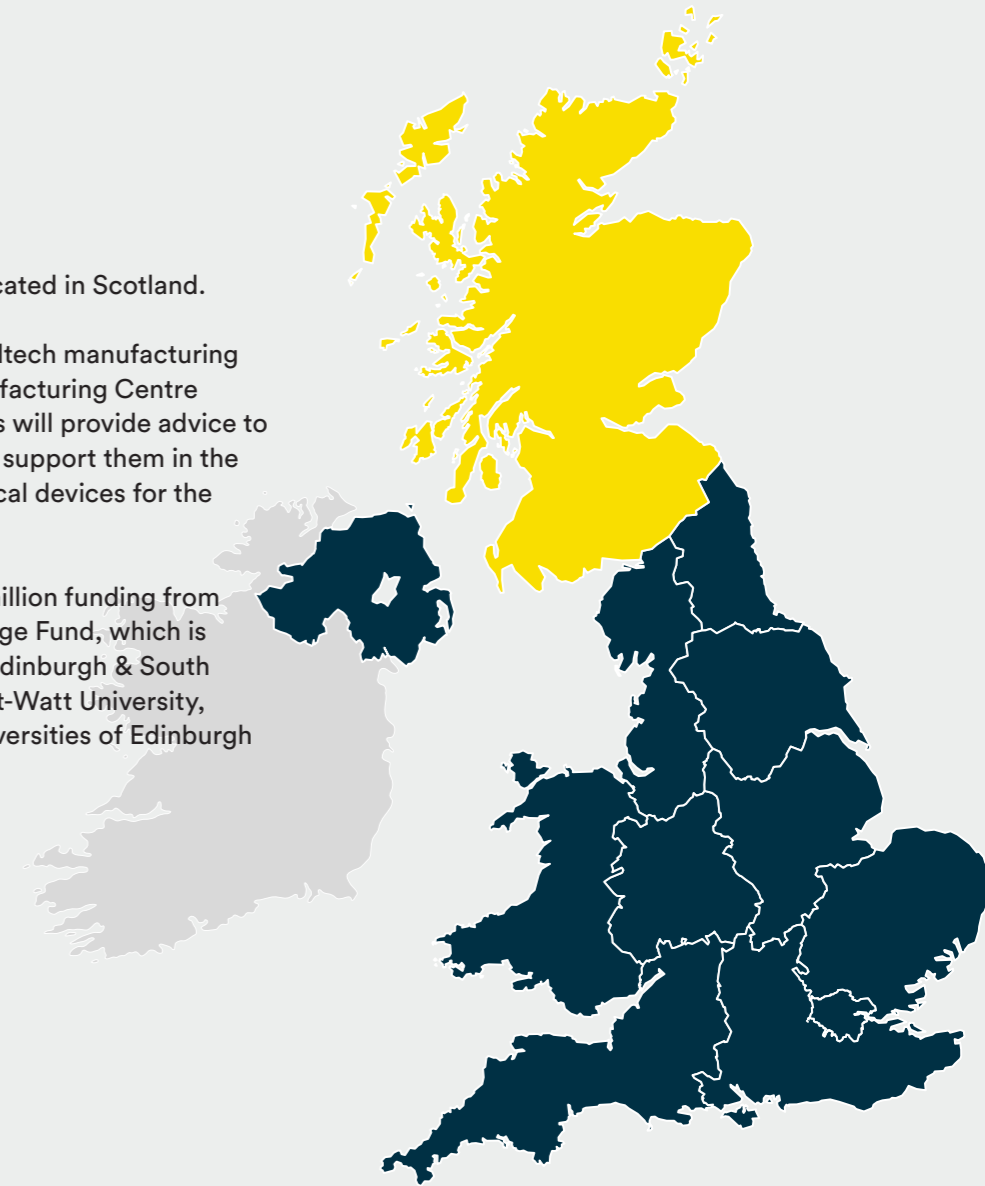 cated in Scotland.
ltech manufacturing
facturing Centre
s will provide advice to
support them in the
cal devices for the
illion funding from
ge Fund, which is
Edinburgh & South
t-Watt University,
versities of Edinburgh